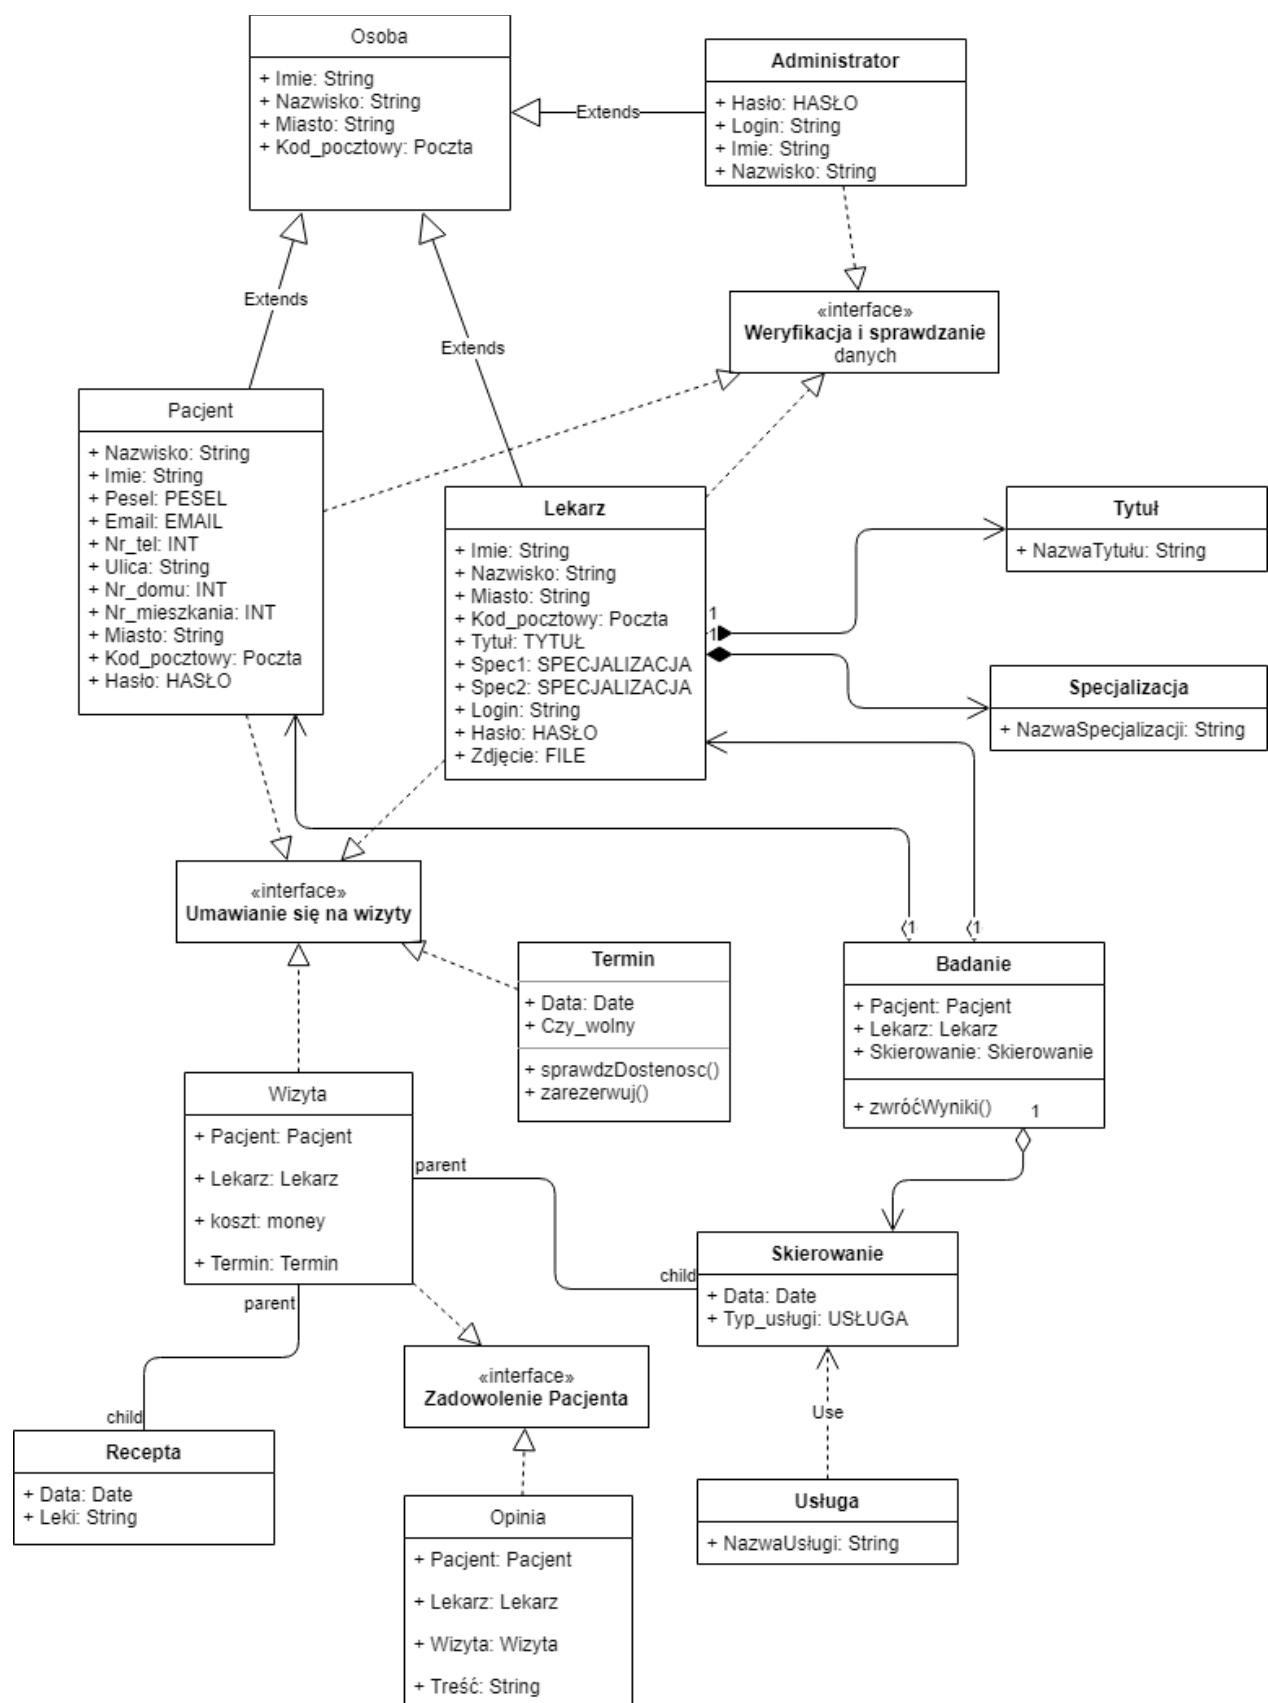 Osoba
+ Imie: String
+ Nazwisko: String
+ Miasto: String
+ Kod_pocztowy: Poczta
Extends
Administrator
+ Hasło: HASŁO
+ Login: String
+ Imie: String
+ Nazwisko: String
Extends
Extends
«interface»
Weryfikacja i sprawdzanie
danych
Pacjent
+ Nazwisko: String
+ Imie: String
+ Pesel: PESEL
+ Email: EMAIL
+ Nr_tel: INT
+ Ulica: String
+ Nr_domu: INT
+ Nr_mieszkania: INT
+ Miasto: String
+ Kod_pocztowy: Poczta
+ Hasło: HASŁO
Lekarz
+ Imie: String
+ Nazwisko: String
+ Miasto: String
+ Kod_pocztowy: Poczta
+ Tytuł: TYTUŁ
+ Spec1: SPECJALIZACJA
+ Spec2: SPECJALIZACJA
+ Login: String
+ Hasło: HASŁO
+ Zdjęcie: FILE
1
1
Tytuł
+ NazwaTytułu: String
Specjalizacja
+ NazwaSpecjalizacji: String
«interface»
Umawianie się na wizyty
Termin
+ Data: Date
+ Czy_wolny
+ sprawdzDostenosc()
+ zarezerwuj()
1
1
Badanie
+ Pacjent: Pacjent
+ Lekarz: Lekarz
+ Skierowanie: Skierowanie
+ zwróćWyniki()
1
Wizyta
+ Pacjent: Pacjent
+ Lekarz: Lekarz
+ koszt: money
+ Termin: Termin
parent
child
parent
child
Skierowanie
+ Data: Date
+ Typ_usługi: USŁUGA
«interface»
Zadowolenie Pacjenta
Use
Recepta
+ Data: Date
+ Leki: String
Usługa
+ NazwaUsługi: String
Opinia
+ Pacjent: Pacjent
+ Lekarz: Lekarz
+ Wizyta: Wizyta
+ Treść: String